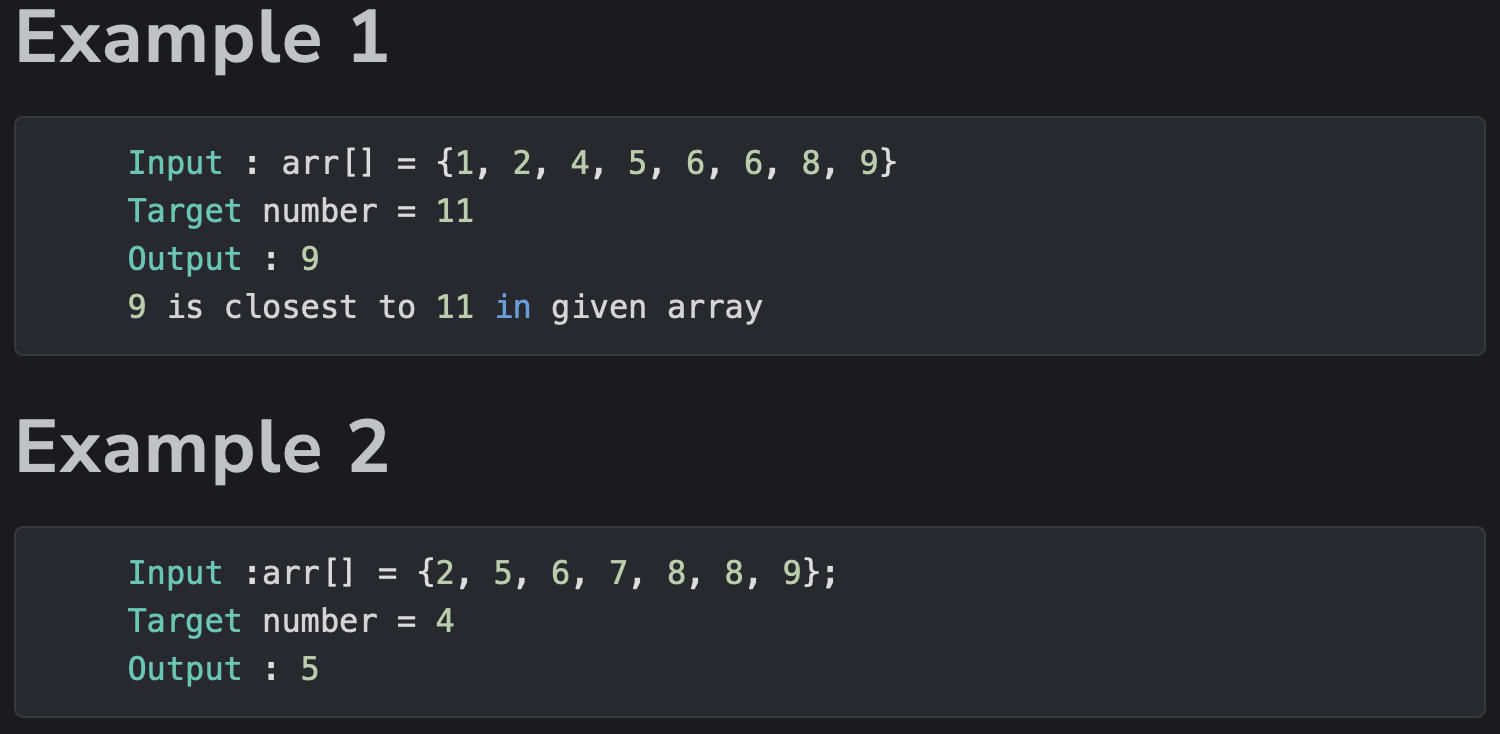 Example 1
Input : arr[] = {1, 2, 4, 5, 6, 6, 8, 9}
Target number = 11
Output : 9
9 is closest to 11 in given array
Example 2
Input :arr[] = {2, 5, 6, 7, 8, 8, 9};
Target number = 4
Output : 5